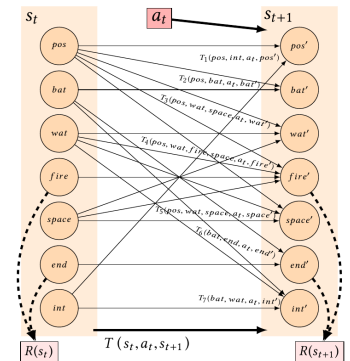 s_t
a_t
s_{t+1}
pos
pos'
T_1(pos, int, a_t, pos')
T_2(pos, bat, a_t, bat')
bat
bat'
T_3(pos, wat, space, a_t, wat')
wat
wat'
T_4(pos, wat, fire, space, a_t, fire')
fire
fire'
T_5(pos, wat, space, a_t, space')
space
space'
T_6(bat, end, a_t, end')
end
end'
T_7(bat, wat, a_t, int')
int
int'
T(s_t, a_t, s_{t+1})
R(s_t)
R(s_{t+1})